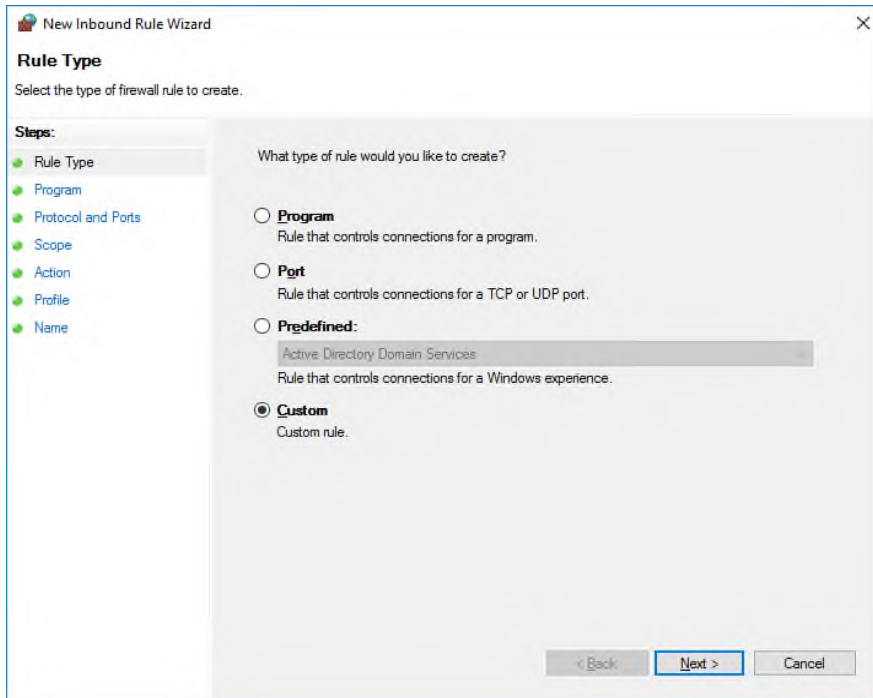 New Inbound Rule Wizard
Rule Type
Select the type of firewall rule to create.
Steps:
Rule Type
Program
Protocol and Ports
Scope
Action
Profile
Name
What type of rule would you like to create?
Program
Rule that controls connections for a program.
Port
Rule that controls connections for a TCP or UDP port.
Predefined:
Active Directory Domain Services
Rule that controls connections for a Windows experience.
Custom
Custom rule.
< Back
Next >
Cancel